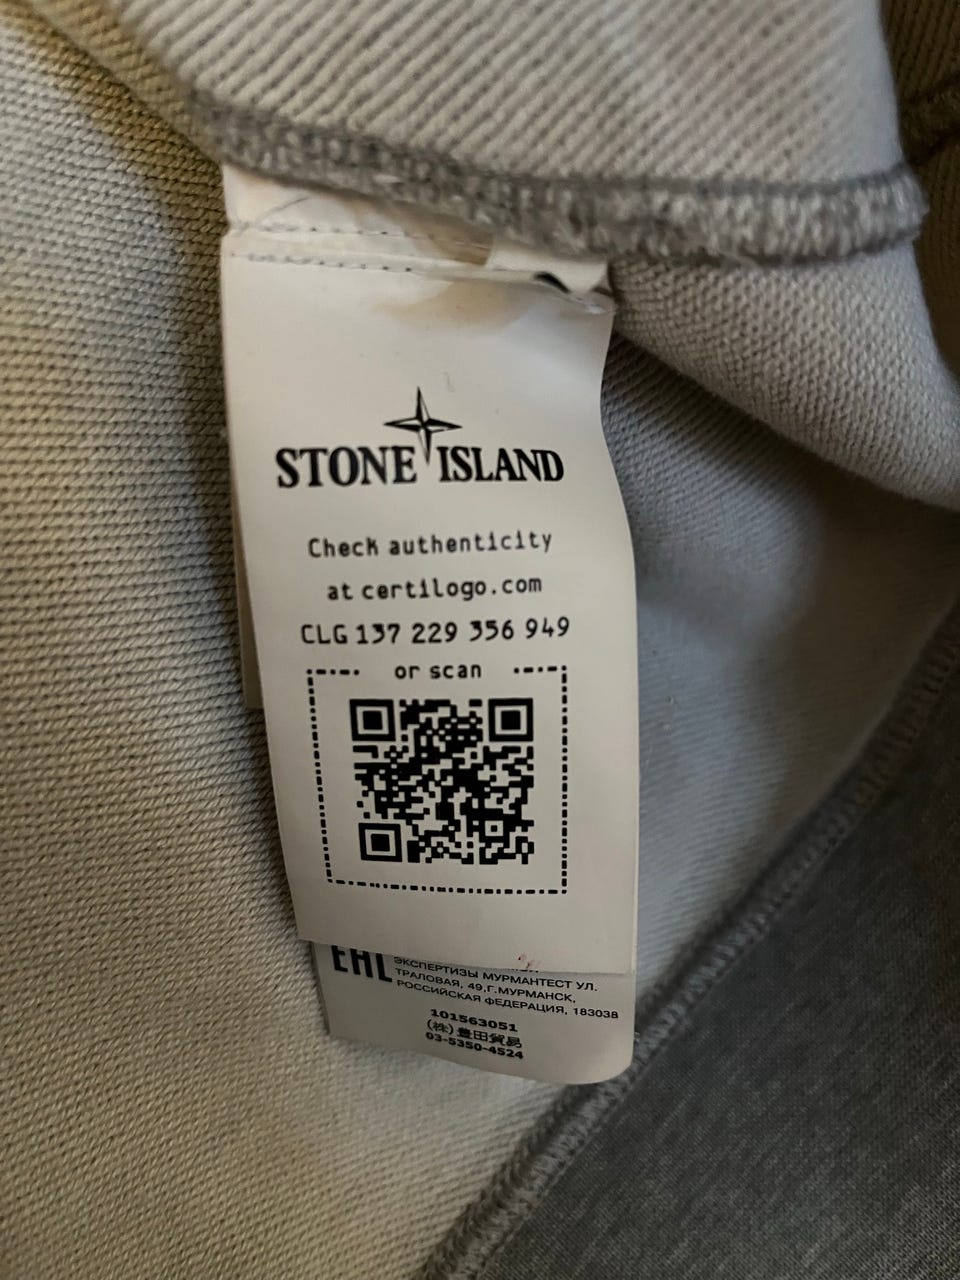 STONE ISLAND
Check authenticity
at certilogo.com
CLG 137 229 356 949
or scan
EAC
ЭКСПЕРТИЗЫ МУРМАНТЕСТ УЛ.
ТРАЛОВАЯ, 49,Г.МУРМАНСК,
РОССИЙСКАЯ ФЕДЕРАЦИЯ, 183038
101563051
(株)豊田貿易
03-5350-4524